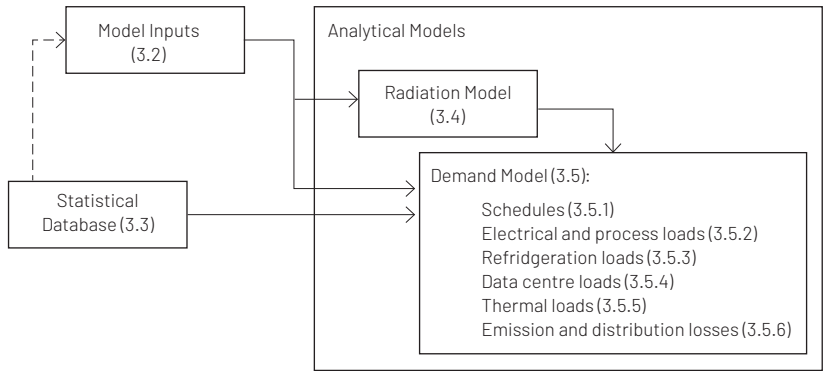 Model Inputs
(3.2)
Analytical Models
Radiation Model
(3.4)
Statistical
Database (3.3)
Demand Model (3.5):
Schedules (3.5.1)
Electrical and process loads (3.5.2)
Refridgeration loads (3.5.3)
Data centre loads (3.5.4)
Thermal loads (3.5.5)
Emission and distribution losses (3.5.6)